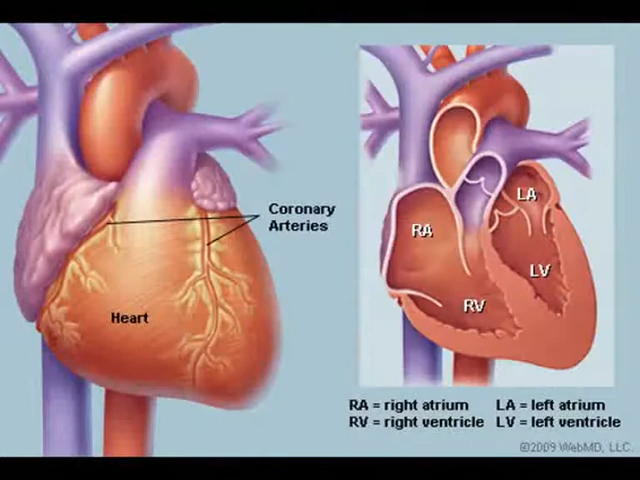 Coronary
Arteries
Heart
RA
LA
LV
RV
RA = right atrium
LA = left atrium
RV = right ventricle
LV = left ventricle
©2009 WebMD, LLC.